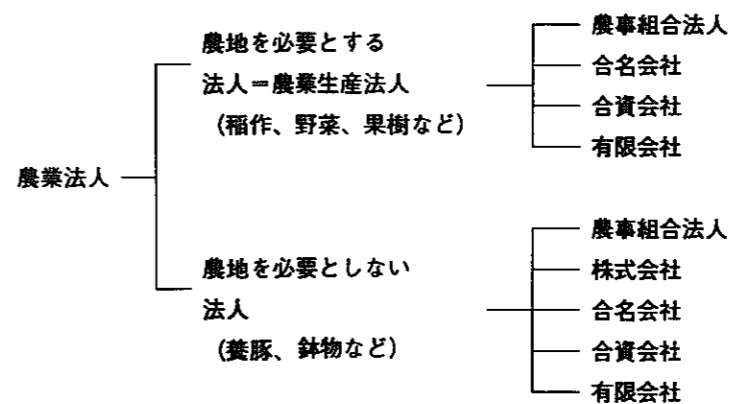 農業法人
農地を必要とする
法人＝農業生産法人
（稲作、野菜、果樹など）
農事組合法人
合名会社
合資会社
有限会社
農地を必要としない
法人
（養豚、鉢物など）
農事組合法人
株式会社
合名会社
合資会社
有限会社